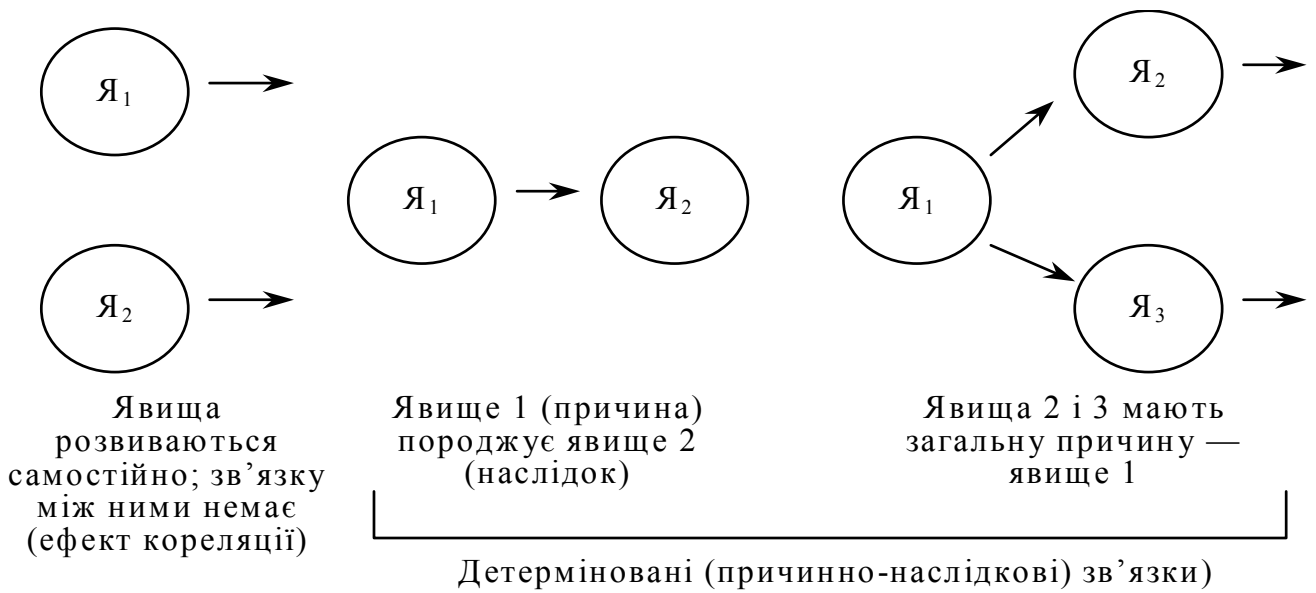 Я₁
Я₂
Я₁
Я₂
Я₁
Я₂
Я₃
Явища
розвиваються
самостійно; зв’язку
між ними немає
(ефект кореляції)
Явище 1 (причина)
породжує явище 2
(наслідок)
Явища 2 і 3 мають
загальну причину —
явище 1
Детерміновані (причинно-наслідкові) зв’язки)